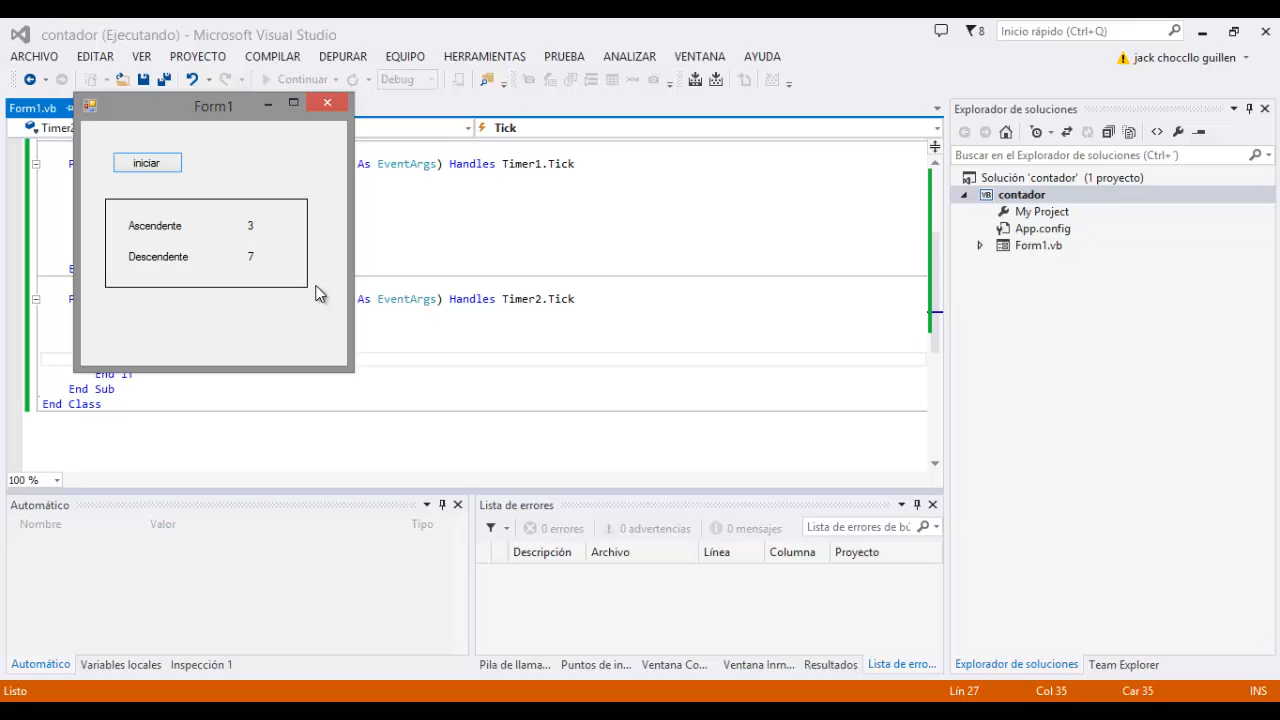 contador (Ejecutando) - Microsoft Visual Studio
8
Inicio rápido (Ctrl+Q)
ARCHIVO EDITAR VER PROYECTO COMPILAR DEPURAR EQUIPO HERRAMIENTAS PRUEBA ANALIZAR VENTANA AYUDA
jack choccllo guillen
Continuar Debug
Form1.vb
Form1
Timer2
Tick
iniciar
Ascendente 3
Descendente 7
As EventArgs) Handles Timer1.Tick
As EventArgs) Handles Timer2.Tick
End If
End Sub
End Class
100 %
Explorador de soluciones
Buscar en el Explorador de soluciones (Ctrl+¨)
Solución 'contador' (1 proyecto)
VB contador
My Project
App.config
Form1.vb
Automático
Nombre Valor Tipo
Lista de errores
0 errores 0 advertencias 0 mensajes Lista de errores de bú
Descripción Archivo Línea Columna Proyecto
Automático Variables locales Inspección 1
Pila de llama... Puntos de in... Ventana Co... Ventana Inm... Resultados Lista de erro...
Explorador de soluciones Team Explorer
Listo Lín 27 Col 35 Car 35 INS